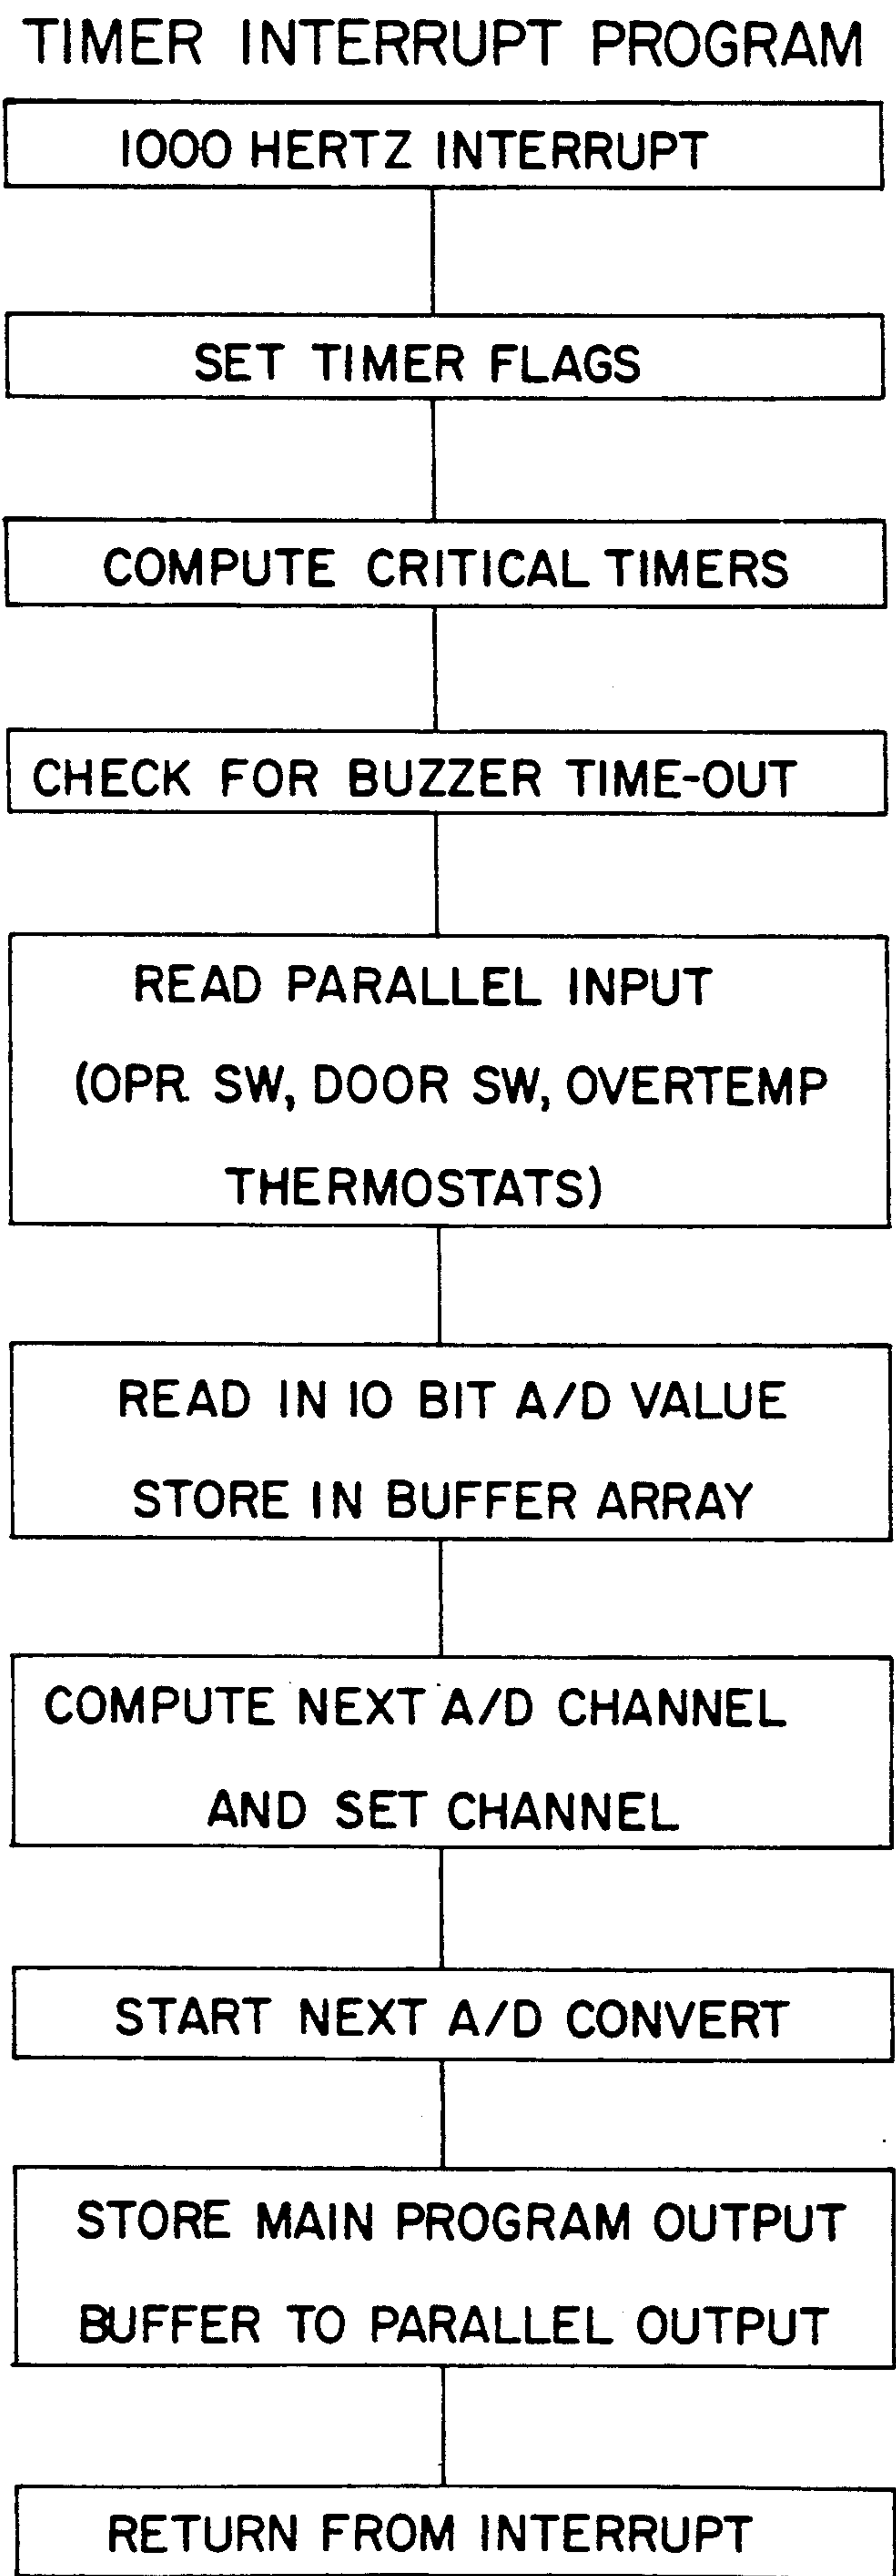 TIMER INTERRUPT PROGRAM
1000 HERTZ INTERRUPT
SET TIMER FLAGS
COMPUTE CRITICAL TIMERS
CHECK FOR BUZZER TIME-OUT
READ PARALLEL INPUT
(OPR SW, DOOR SW, OVERTEMP
THERMOSTATS)
READ IN 10 BIT A/D VALUE
STORE IN BUFFER ARRAY
COMPUTE NEXT A/D CHANNEL
AND SET CHANNEL
START NEXT A/D CONVERT
STORE MAIN PROGRAM OUTPUT
BUFFER TO PARALLEL OUTPUT
RETURN FROM INTERRUPT